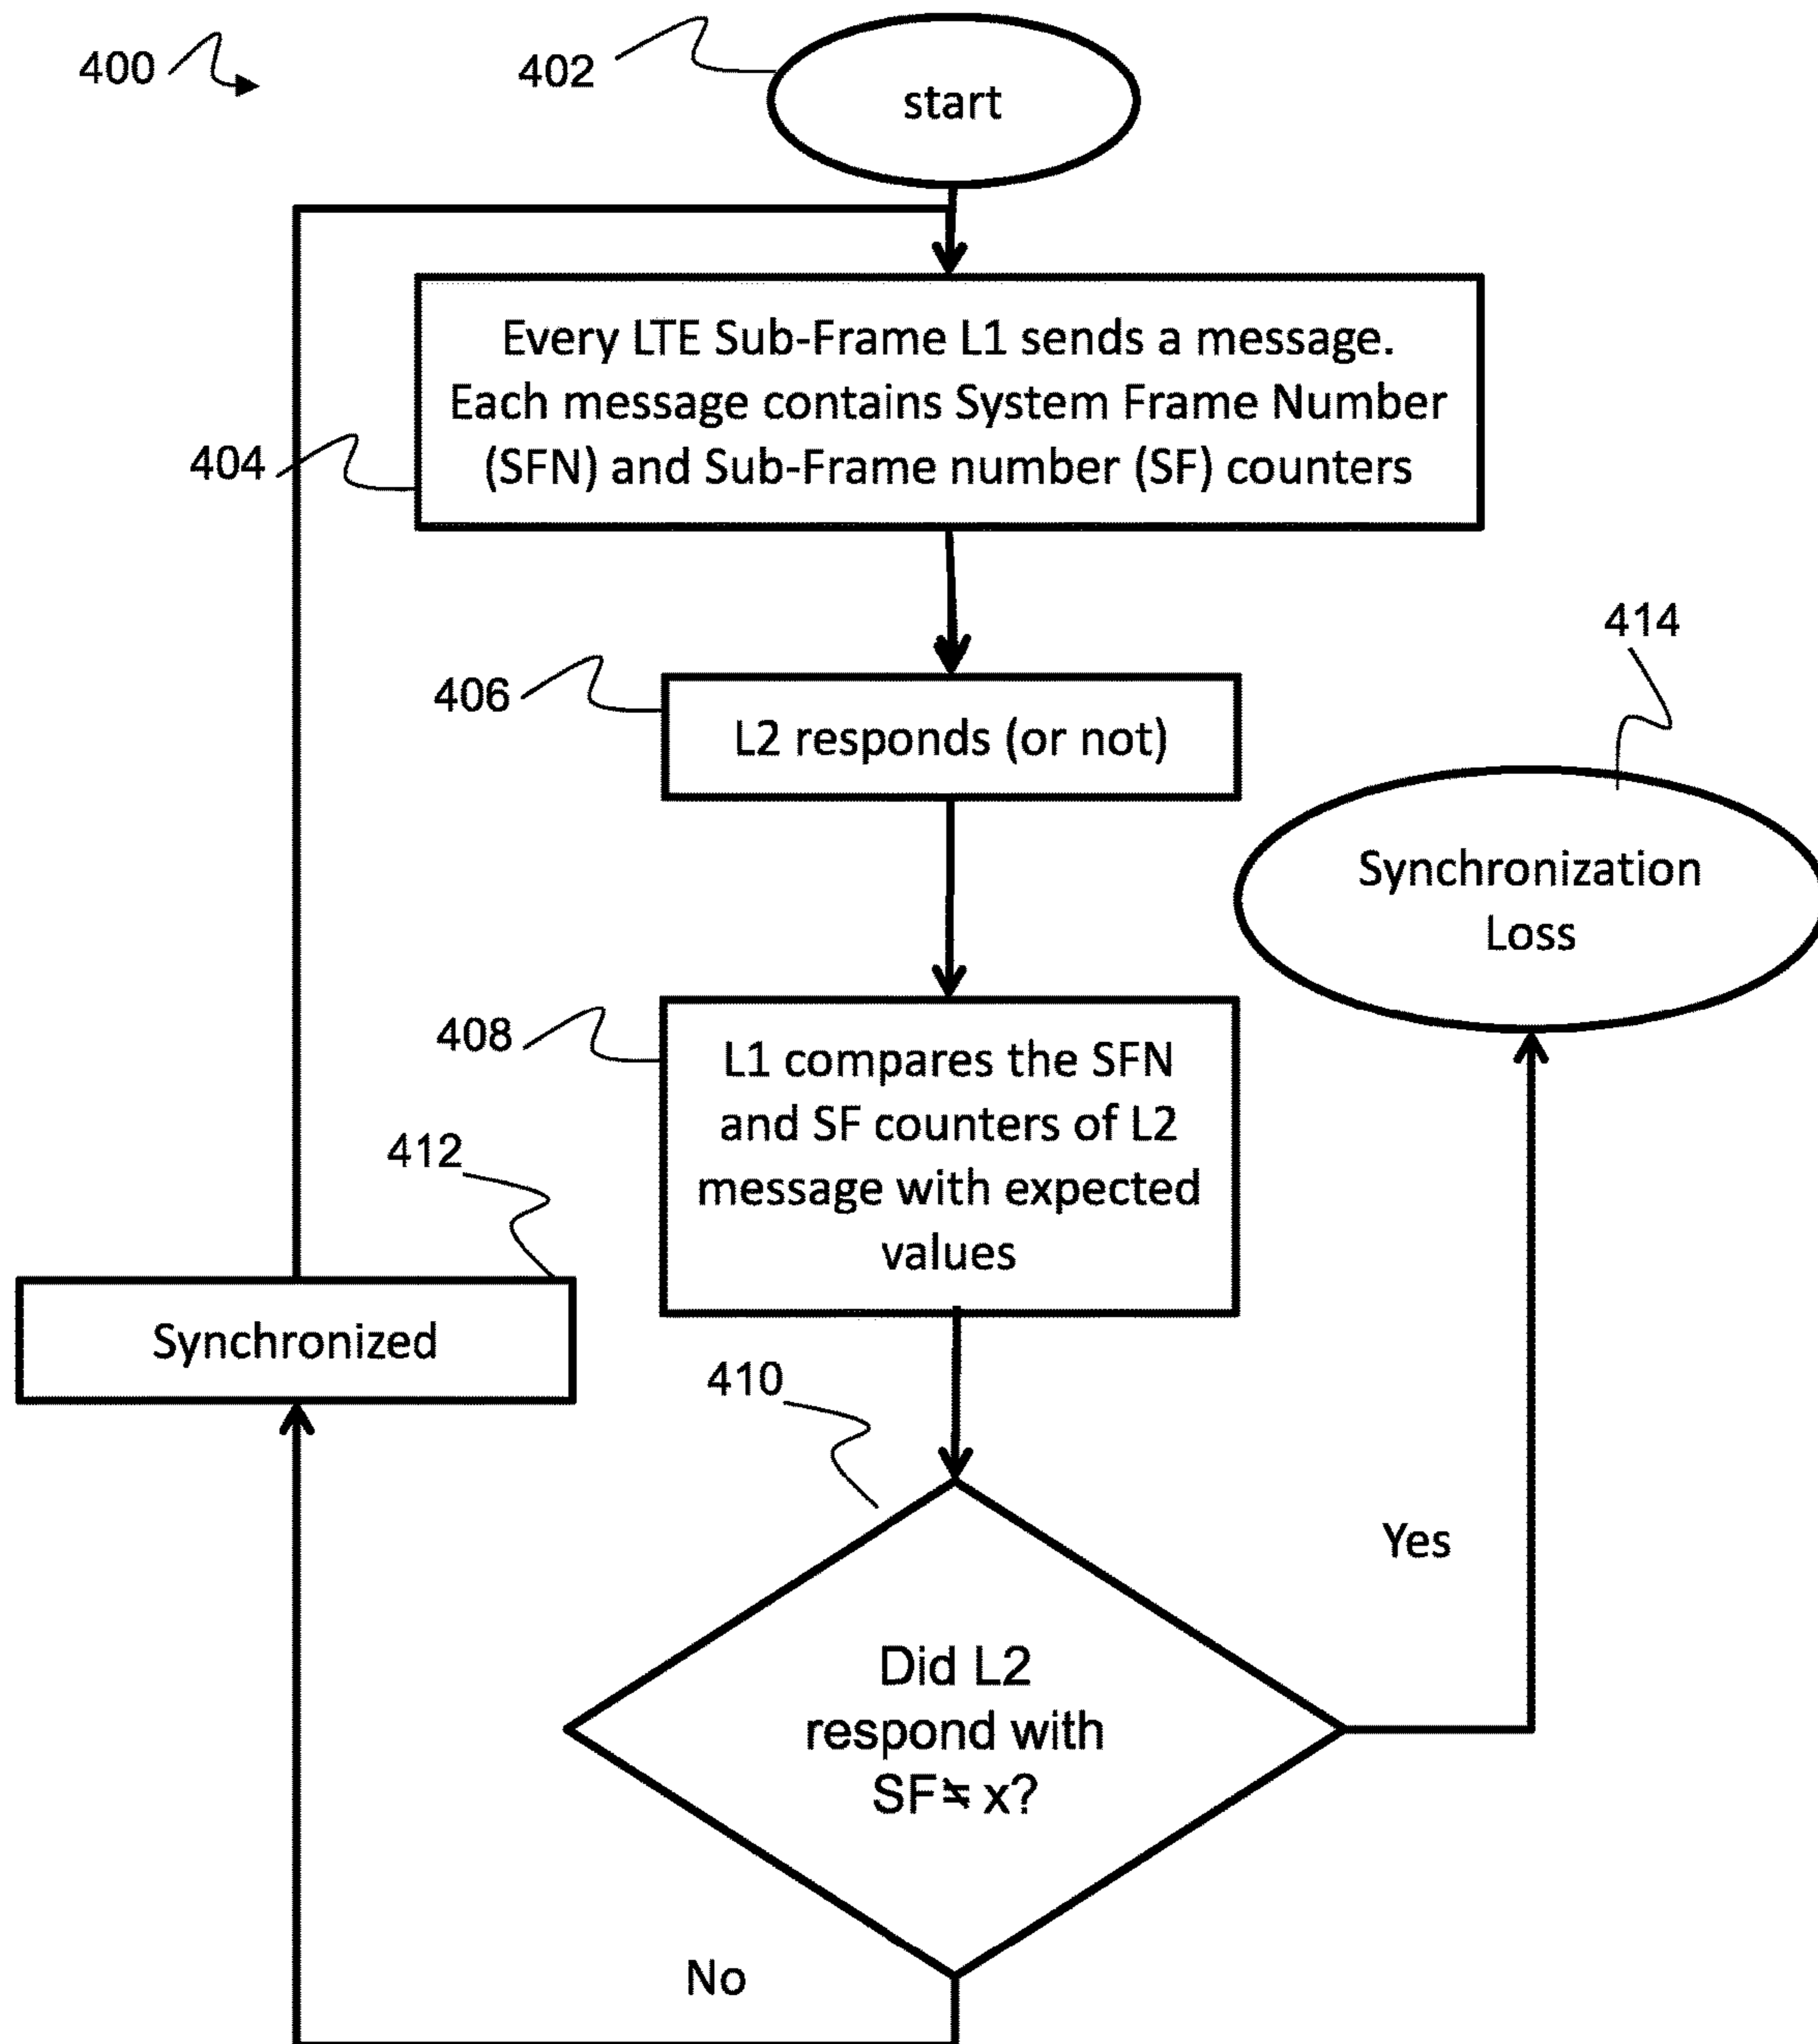 400
402
start
Every LTE Sub-Frame L1 sends a message.
Each message contains System Frame Number
(SFN) and Sub-Frame number (SF) counters
404
406
L2 responds (or not)
414
Synchronization
Loss
408
L1 compares the SFN
and SF counters of L2
message with expected
values
412
Synchronized
410
Yes
Did L2
respond with
SF≠ x?
No